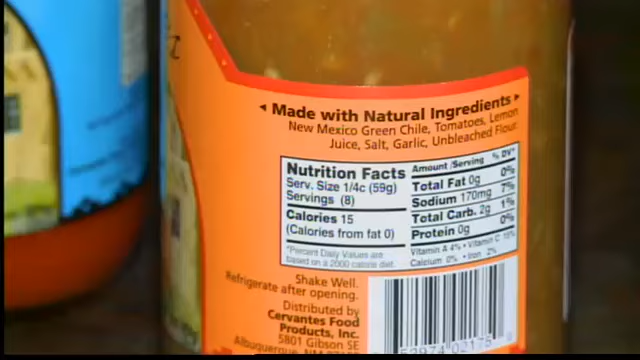 ◄ Made with Natural Ingredients ►
New Mexico Green Chile, Tomatoes, Lemon
Juice, Salt, Garlic, Unbleached Flour.
Nutrition Facts
Serv. Size 1/4c (59g)
Servings (8)
Calories 15
(Calories from fat 0)
*Percent Daily Values are
based on a 2000 calorie diet.
Amount /Serving % DV*
Total Fat 0g 0%
Sodium 170mg 7%
Total Carb. 2g 1%
Protein 0g 0%
Vitamin A 4% • Vitamin C
Calcium 0% • Iron 2%
Shake Well.
Refrigerate after opening.
Distributed by
Cervantes Food
Products, Inc.
5801 Gibson SE
Albuquerque, NM